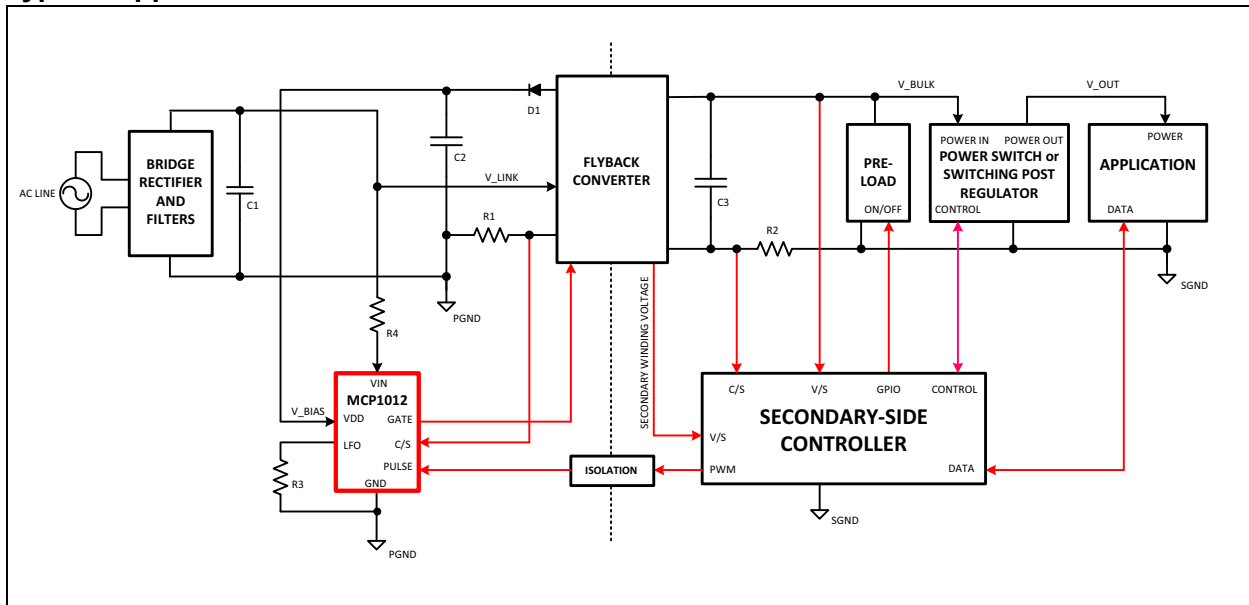 V_BULK
V_OUT
D1
POWER IN
POWER OUT
POWER
BRIDGE
RECTIFIER
AND
FILTERS
C2
FLYBACK
CONVERTER
PRE-
LOAD
POWER SWITCH or
SWITCHING POST
REGULATOR
APPLICATION
AC LINE
C1
V_LINK
C3
ON/OFF
CONTROL
DATA
R1
R2
SGND
PGND
R4
SECONDARY WINDING VOLTAGE
VIN
MCP1012
V_BIAS
VDD
GATE
LFO
C/S
PULSE
GND
R3
PGND
ISOLATION
C/S
V/S
GPIO
CONTROL
SECONDARY-SIDE
CONTROLLER
V/S
PWM
DATA
SGND